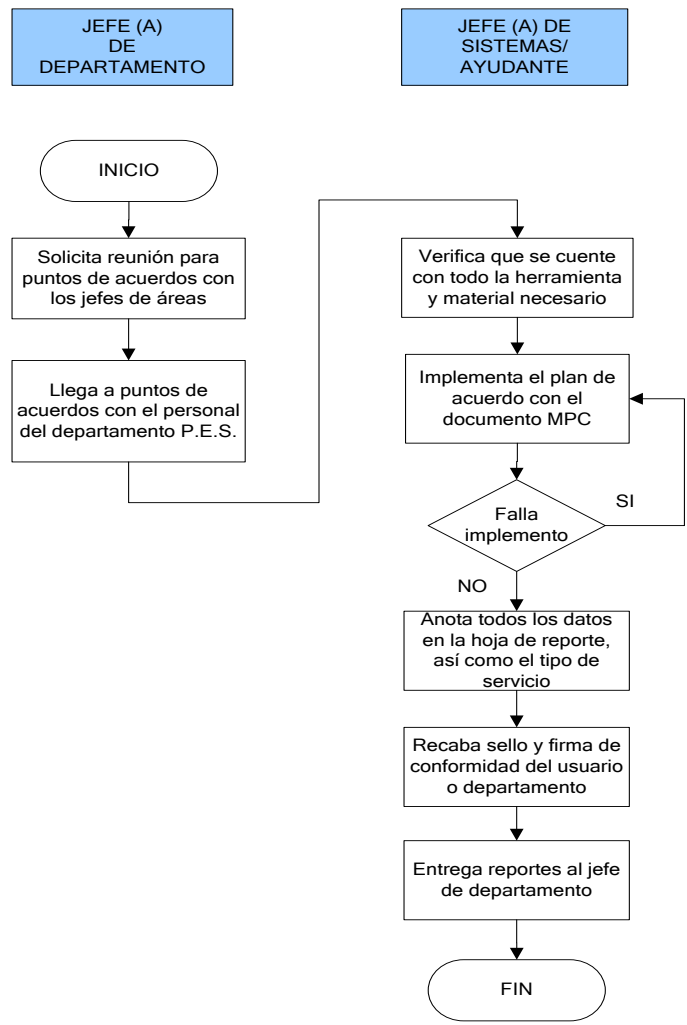 JEFE (A)
DE
DEPARTAMENTO
JEFE (A) DE
SISTEMAS/
AYUDANTE
INICIO
Solicita reunión para
puntos de acuerdos con
los jefes de áreas
Llega a puntos de
acuerdos con el personal
del departamento P.E.S.
Verifica que se cuente
con todo la herramienta
y material necesario
Implementa el plan de
acuerdo con el
documento MPC
Falla
implemento
SI
NO
Anota todos los datos
en la hoja de reporte,
así como el tipo de
servicio
Recaba sello y firma de
conformidad del usuario
o departamento
Entrega reportes al jefe
de departamento
FIN